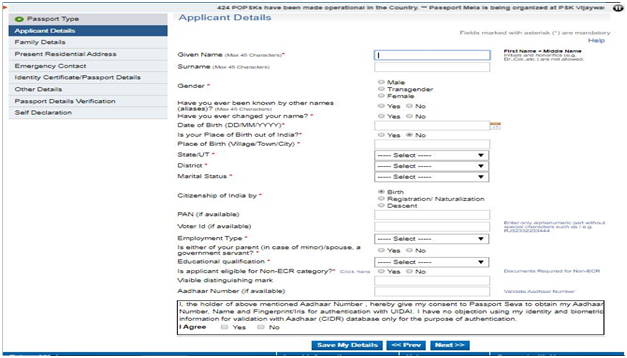 424 POPSKs have been made operational in the Country. ** Passport Mela is being organized at PSK Vijayawar
Passport Type
Applicant Details
Family Details
Present Residential Address
Emergency Contact
Identity Certificate/Passport Details
Other Details
Passport Details Verification
Self Declaration
Applicant Details
Fields marked with asterisk (*) are mandatory
Help
Given Name (Max 45 Characters)*
First Name + Middle Name
Initials and honorifics (e.g.
Dr.,Col.,etc.) are not allowed.
Surname (Max 45 Characters)
Gender *
Male
Transgender
Female
Have you ever been known by other names
(aliases)? (Max 45 Characters)
Yes No
Have you ever changed your name? *
Yes No
Date of Birth (DD/MM/YYYY)*
Is your Place of Birth out of India?*
Yes No
Place of Birth (Village/Town/City) *
State/UT *
----- Select -----
District *
----- Select -----
Marital Status *
----- Select -----
Citizenship of India by *
Birth
Registration/ Naturalization
Descent
PAN (if available)
Enter only alphanumeric part without
special characters such as / e.g.
Voter Id (if available)
Employment Type *
----- Select -----
Is either of your parent (in case of minor)/spouse, a
government servant? *
Yes No
Educational qualification *
----- Select -----
Is applicant eligible for Non-ECR category?* Click here
Yes No
Documents Required for Non-ECR
Visible distinguishing mark
Aadhaar Number (if available)
Validate Aadhaar Number
I, the holder of above mentioned Aadhaar Number , hereby give my consent to Passport Seva to obtain my Aadhaar
Number, Name and Fingerprint/Iris for authentication with UIDAI. I have no objection using my identity and biometric
information for validation with Aadhaar (CIDR) database only for the purpose of authentication.
I Agree Yes No
Save My Details << Prev Next >>